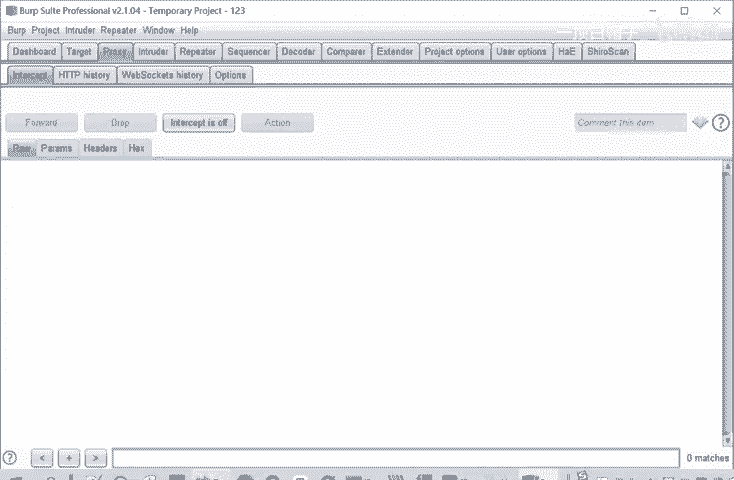 Burp Suite Professional v2.1.04 - Temporary Project - 123
Burp Project Intruder Repeater Window Help
Dashboard Target Proxy Intruder Repeater Sequencer Decoder Comparer Extender Project options User options HaE ShiroScan
Intercept HTTP history WebSockets history Options
Forward Drop Intercept is off Action Comment this item ?
Raw Params Headers Hex
? < + > 0 matches